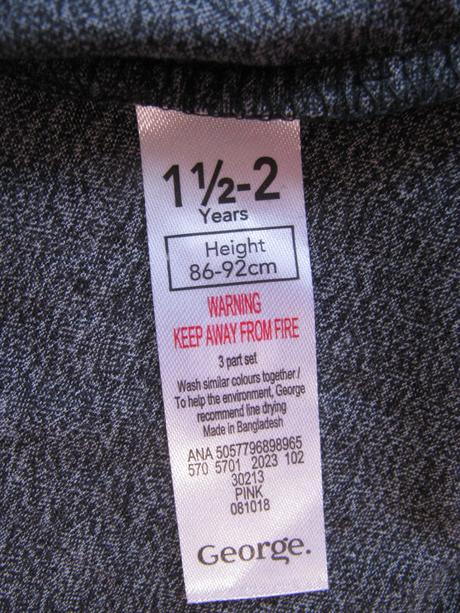 1½-2
Years
Height
86-92cm
WARNING
KEEP AWAY FROM FIRE
3 part set
Wash similar colours together /
To help the environment, George
recommend line drying
Made in Bangladesh
ANA 5057796898965
570 5701 2023 102
30213
PINK
081018
George.